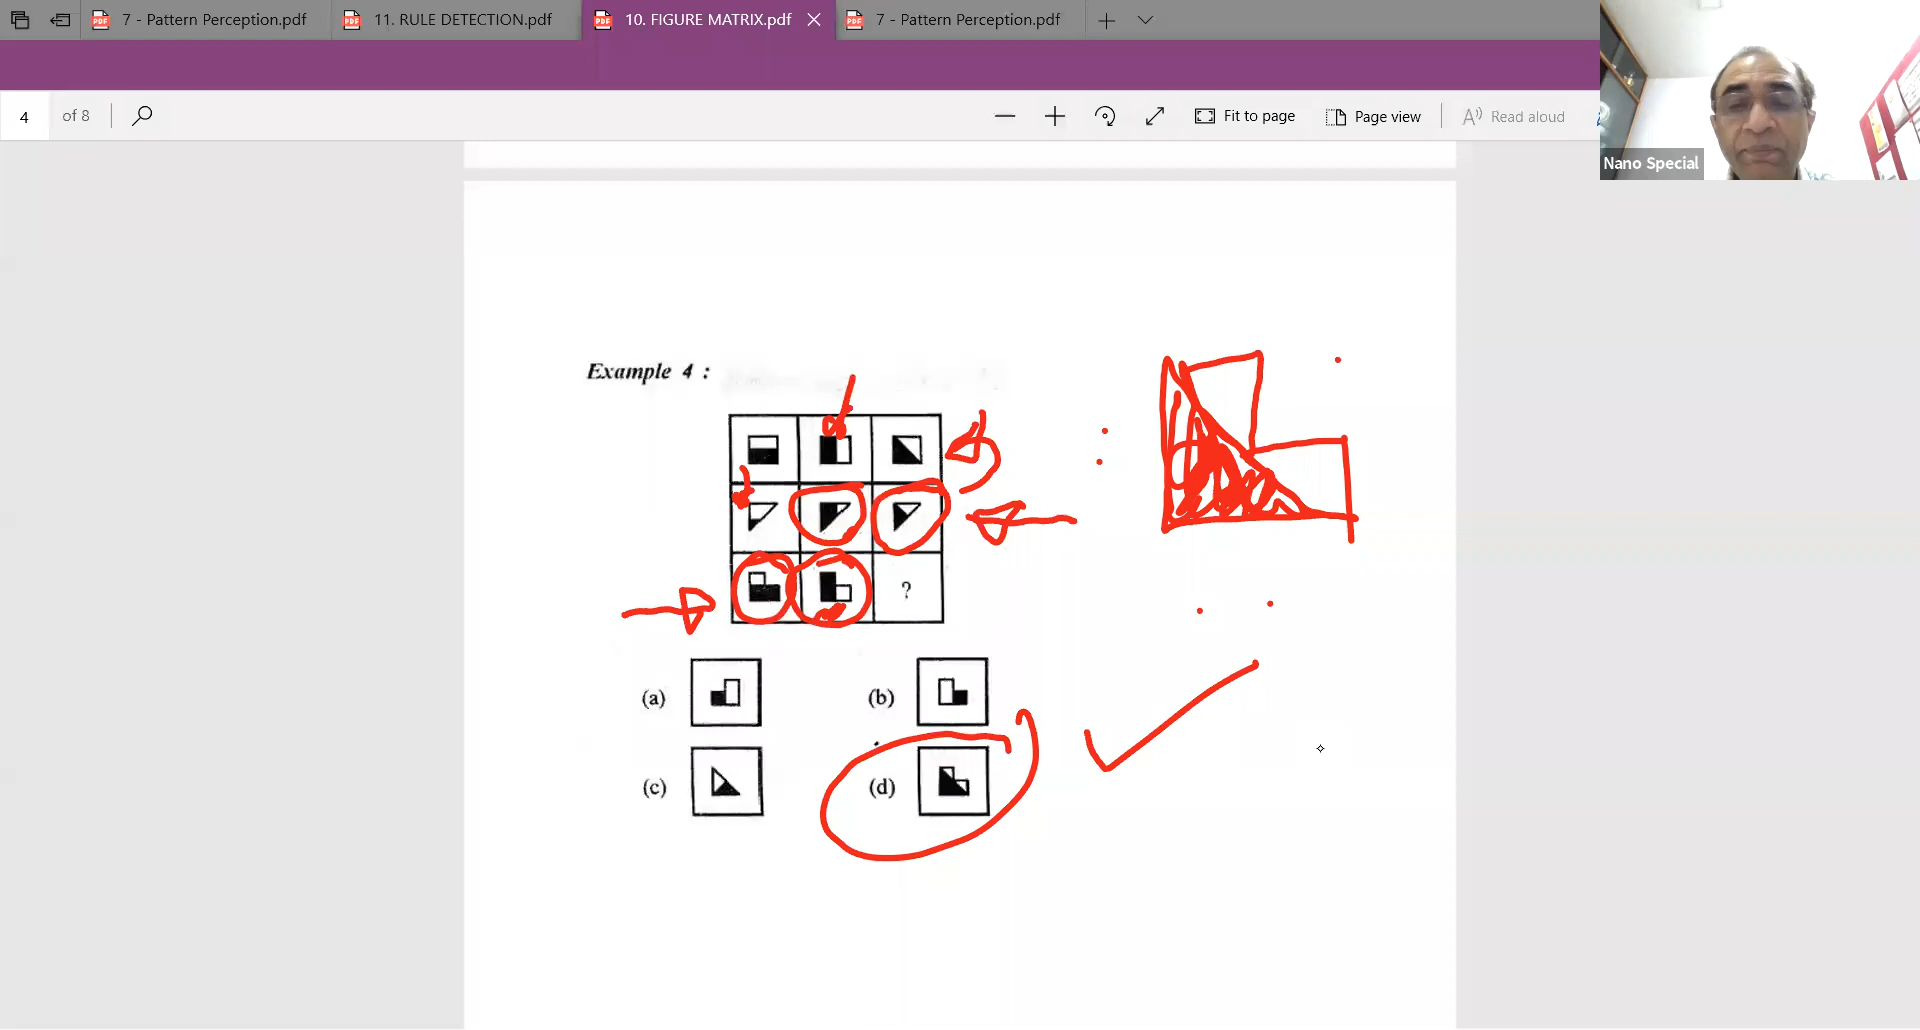 7 - Pattern Perception.pdf
11. RULE DETECTION.pdf
10. FIGURE MATRIX.pdf
7 - Pattern Perception.pdf
4 of 8
Fit to page
Page view
Read aloud
Nano Special
Example 4 :
?
(a)
(b)
(c)
(d)